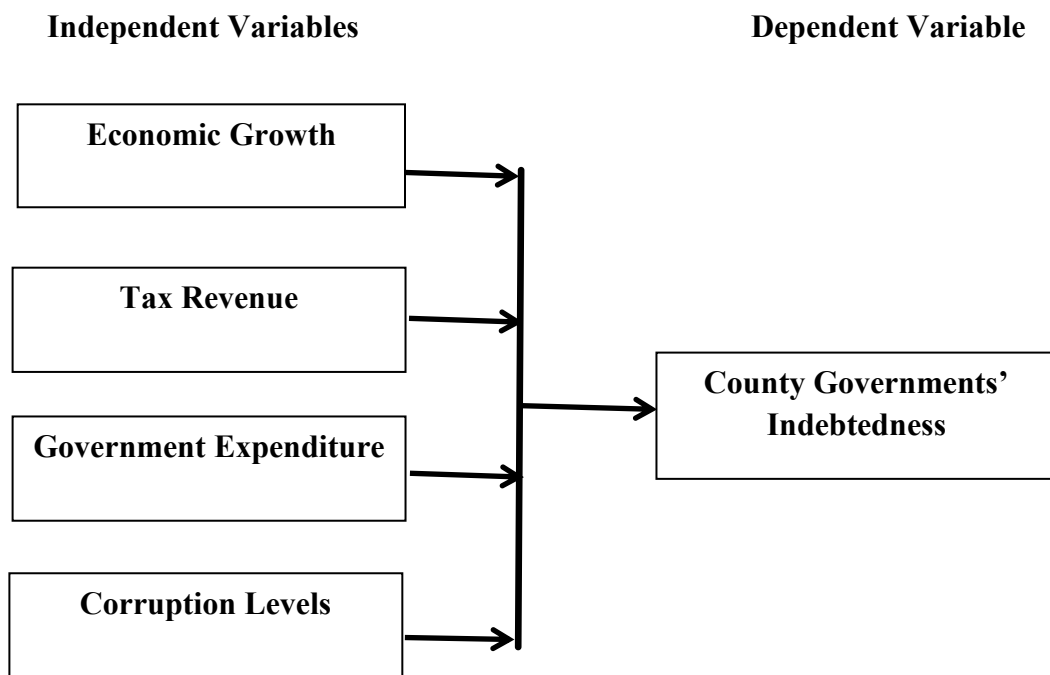 Independent Variables
Dependent Variable
Economic Growth
Tax Revenue
Government Expenditure
Corruption Levels
County Governments’
Indebtedness